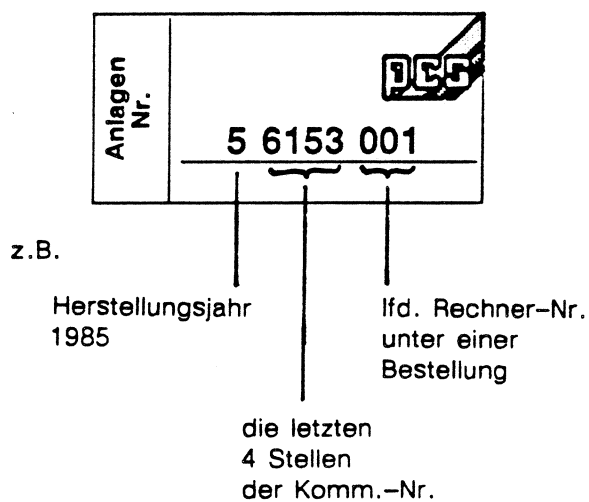 Anlagen
Nr.
pcs
5 6153 001
z.B.
Herstellungsjahr
1985
lfd. Rechner-Nr.
unter einer
Bestellung
die letzten
4 Stellen
der Komm.-Nr.